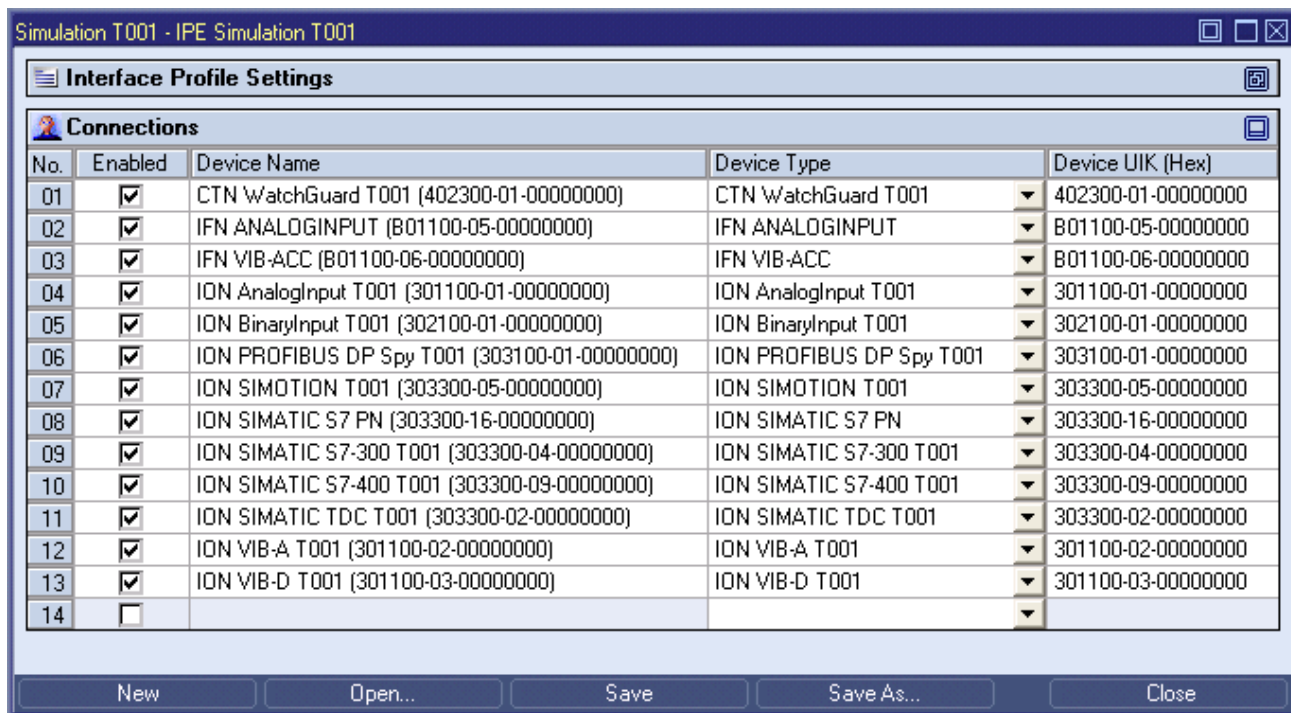 Simulation T001 - IPE Simulation T001
Interface Profile Settings
Connections
No. Enabled Device Name Device Type Device UIK (Hex)
01 CTN WatchGuard T001 (402300-01-00000000) CTN WatchGuard T001 402300-01-00000000
02 IFN ANALOGINPUT (B01100-05-00000000) IFN ANALOGINPUT B01100-05-00000000
03 IFN VIB-ACC (B01100-06-00000000) IFN VIB-ACC B01100-06-00000000
04 ION AnalogInput T001 (301100-01-00000000) ION AnalogInput T001 301100-01-00000000
05 ION BinaryInput T001 (302100-01-00000000) ION BinaryInput T001 302100-01-00000000
06 ION PROFIBUS DP Spy T001 (303100-01-00000000) ION PROFIBUS DP Spy T001 303100-01-00000000
07 ION SIMOTION T001 (303300-05-00000000) ION SIMOTION T001 303300-05-00000000
08 ION SIMATIC S7 PN (303300-16-00000000) ION SIMATIC S7 PN 303300-16-00000000
09 ION SIMATIC S7-300 T001 (303300-04-00000000) ION SIMATIC S7-300 T001 303300-04-00000000
10 ION SIMATIC S7-400 T001 (303300-09-00000000) ION SIMATIC S7-400 T001 303300-09-00000000
11 ION SIMATIC TDC T001 (303300-02-00000000) ION SIMATIC TDC T001 303300-02-00000000
12 ION VIB-A T001 (301100-02-00000000) ION VIB-A T001 301100-02-00000000
13 ION VIB-D T001 (301100-03-00000000) ION VIB-D T001 301100-03-00000000
14
New Open... Save Save As... Close